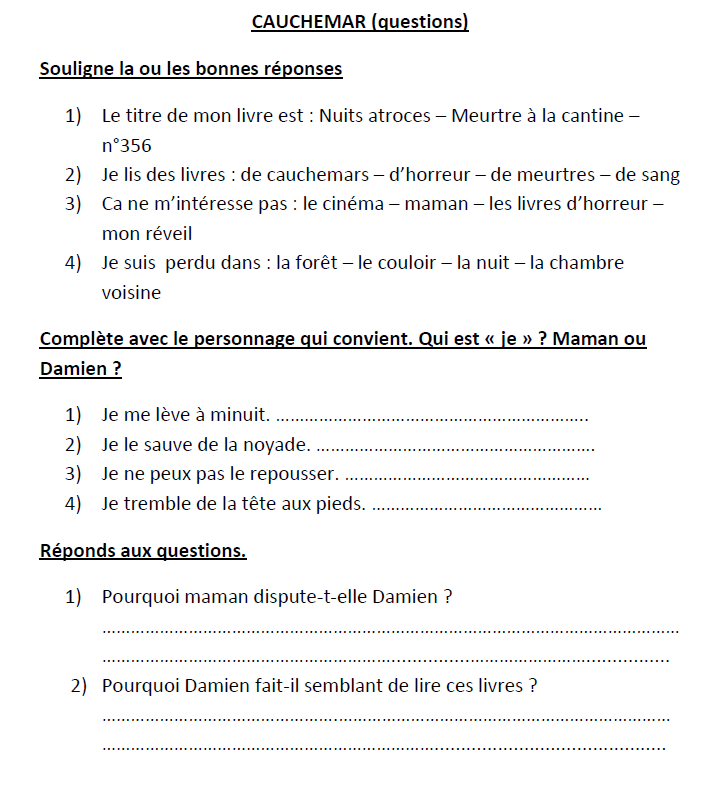 CAUCHEMAR (questions)
Souligne la ou les bonnes réponses
1) Le titre de mon livre est : Nuits atroces – Meurtre à la cantine –
n°356
2) Je lis des livres : de cauchemars – d’horreur – de meurtres – de sang
3) Ca ne m’intéresse pas : le cinéma – maman – les livres d’horreur –
mon réveil
4) Je suis  perdu dans : la forêt – le couloir – la nuit – la chambre
voisine
Complète avec le personnage qui convient. Qui est « je » ? Maman ou
Damien ?
1) Je me lève à minuit. ………………………………………………………..
2) Je le sauve de la noyade. ………………………………………………….
3) Je ne peux pas le repousser. ……………………………………………
4) Je tremble de la tête aux pieds. …………………………………………
Réponds aux questions.
1) Pourquoi maman dispute-t-elle Damien ?
…………………………………………………………………………………………………………
……………………………………………………...............…………………………...............
2) Pourquoi Damien fait-il semblant de lire ces livres ?
…………………………………………………………………………………………………………
……………………………………………………………...........................................